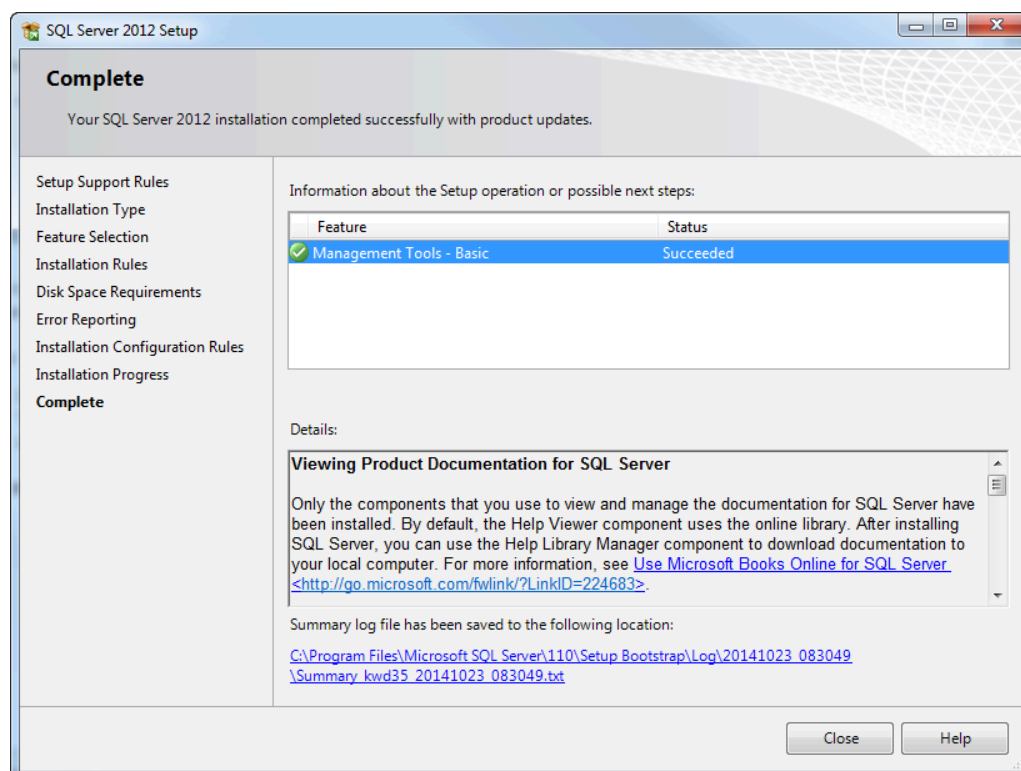 SQL Server 2012 Setup
Complete
Your SQL Server 2012 installation completed successfully with product updates.
Setup Support Rules
Installation Type
Feature Selection
Installation Rules
Disk Space Requirements
Error Reporting
Installation Configuration Rules
Installation Progress
Complete
Information about the Setup operation or possible next steps:
Feature Status
Management Tools - Basic Succeeded
Details:
Viewing Product Documentation for SQL Server
Only the components that you use to view and manage the documentation for SQL Server have
been installed. By default, the Help Viewer component uses the online library. After installing
SQL Server, you can use the Help Library Manager component to download documentation to
your local computer. For more information, see Use Microsoft Books Online for SQL Server
<http://go.microsoft.com/fwlink/?LinkID=224683>.
Summary log file has been saved to the following location:
C:\Program Files\Microsoft SQL Server\110\Setup Bootstrap\Log\20141023_083049
\Summary_kwd35_20141023_083049.txt
Close Help